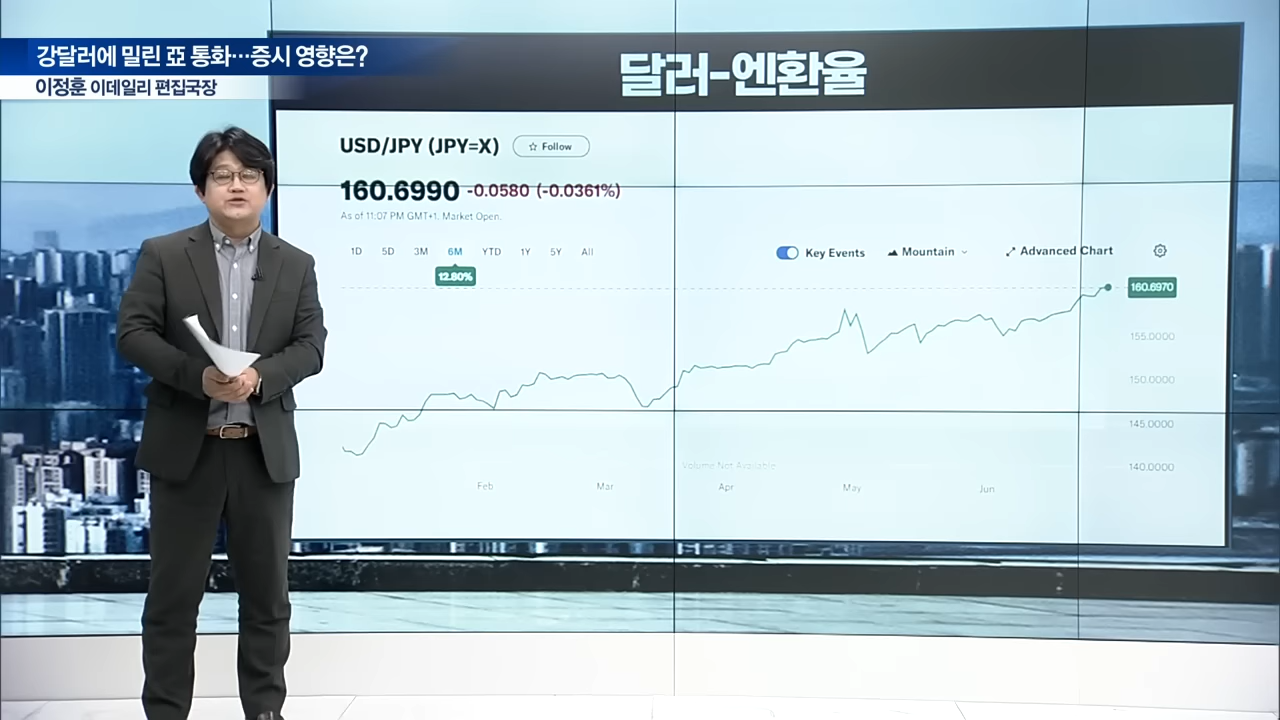 강달러에 밀린 亞 통화…증시 영향은?
이정훈 이데일리 편집국장
달러-엔환율
USD/JPY (JPY=X)
☆ Follow
160.6990 -0.0580 (-0.0361%)
As of 11:07 PM GMT+1. Market Open.
1D 5D 3M 6M YTD 1Y 5Y All
Key Events Mountain Advanced Chart
12.80%
160.6970
155.0000
150.0000
145.0000
140.0000
Volume Not Available
Feb Mar Apr May Jun